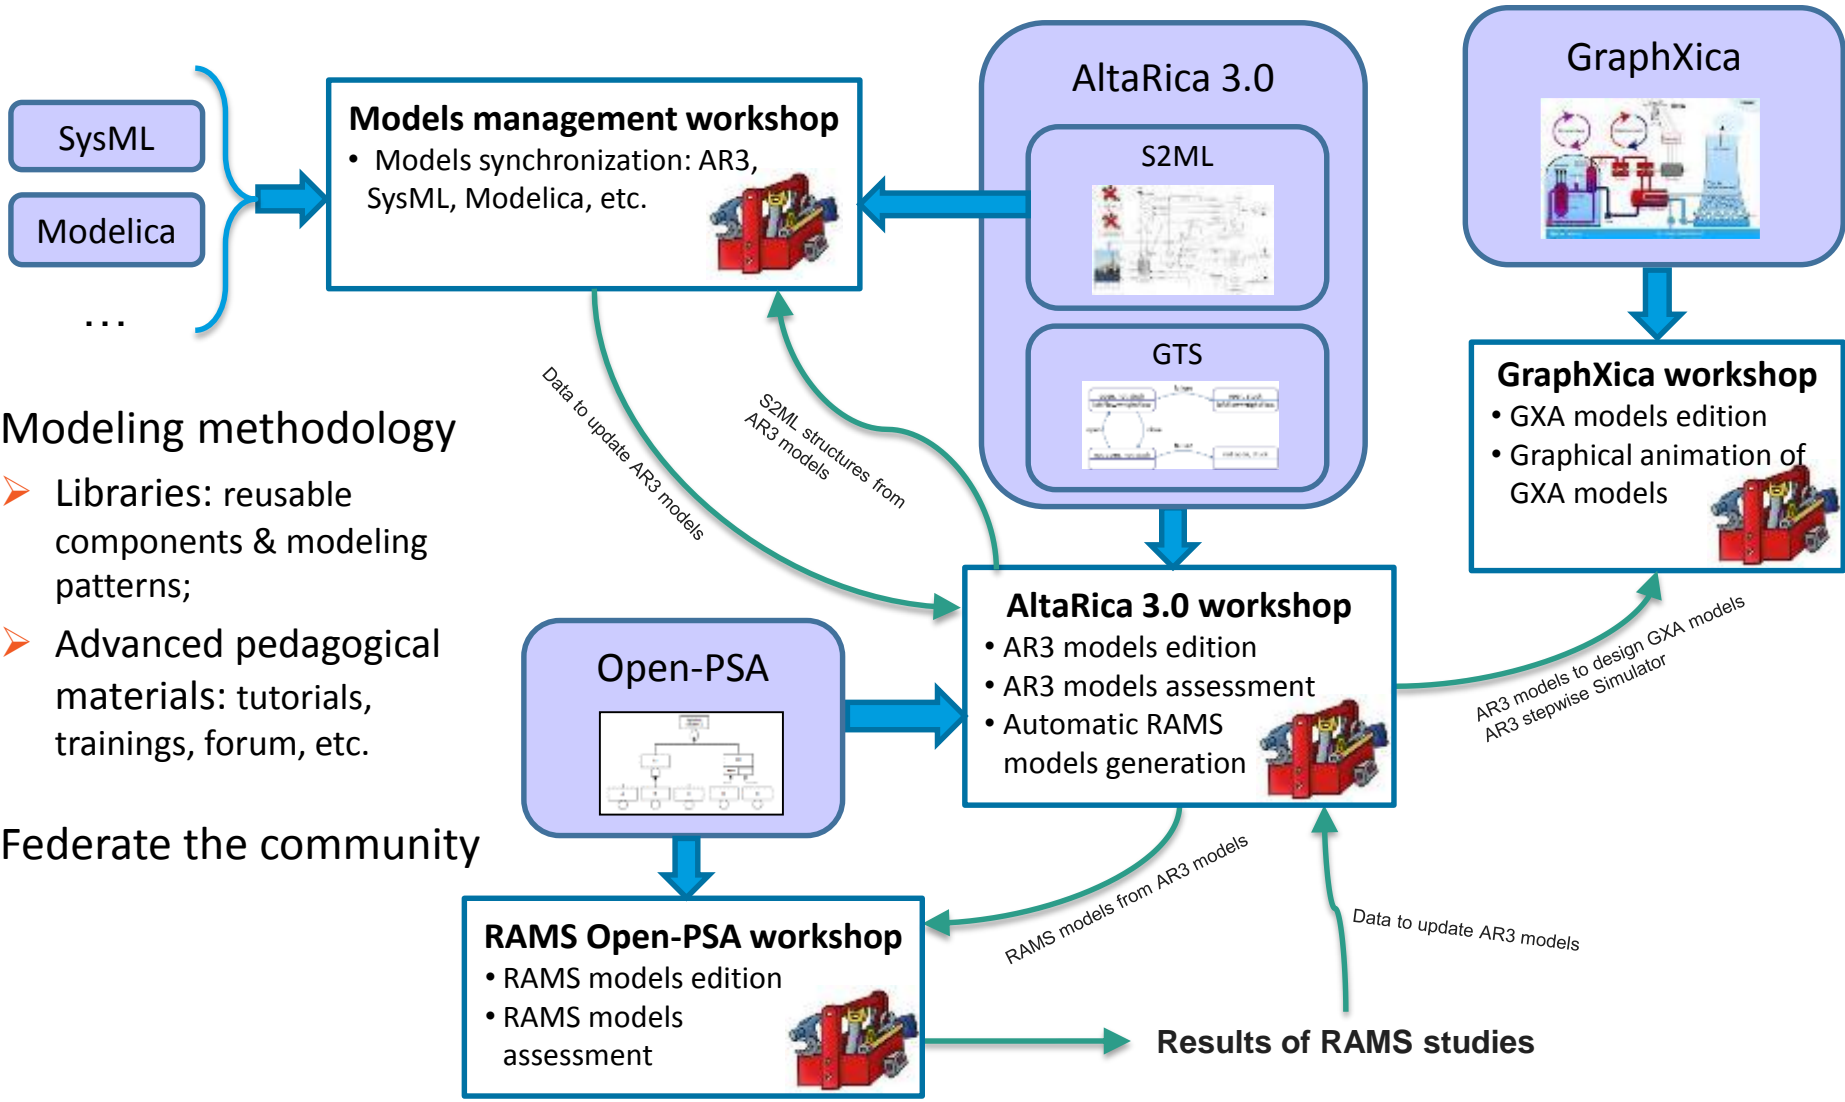 SysML
Modelica
…
Models management workshop
• Models synchronization: AR3,
SysML, Modelica, etc.
AltaRica 3.0
S2ML
GTS
GraphXica
GraphXica workshop
• GXA models edition
• Graphical animation of
GXA models
Data to update AR3 models
S2ML structures from
AR3 models
Modeling methodology
➢ Libraries: reusable
components & modeling
patterns;
➢ Advanced pedagogical
materials: tutorials,
trainings, forum, etc.
Federate the community
Open-PSA
AltaRica 3.0 workshop
• AR3 models edition
• AR3 models assessment
• Automatic RAMS
models generation
AR3 models to design GXA models
AR3 stepwise Simulator
RAMS models from AR3 models
Data to update AR3 models
RAMS Open-PSA workshop
• RAMS models edition
• RAMS models
assessment
Results of RAMS studies